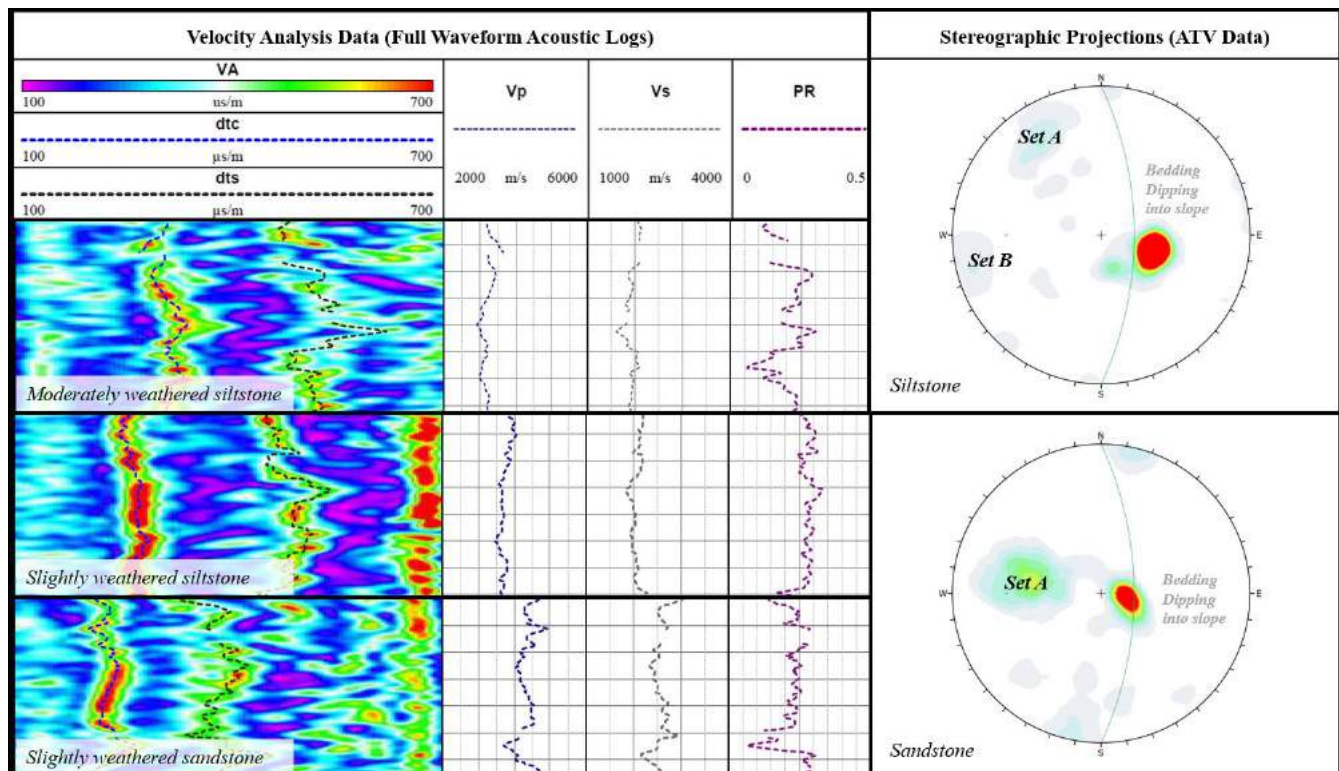 Velocity Analysis Data (Full Waveform Acoustic Logs)
Stereographic Projections (ATV Data)
VA
100 us/m 700
dtc
100 µs/m 700
dts
100 µs/m 700
Vp
2000 m/s 6000
Vs
1000 m/s 4000
PR
0 0.5
Moderately weathered siltstone
Slightly weathered siltstone
Slightly weathered sandstone
N
Set A
Bedding
Dipping
into slope
W
E
Set B
S
Siltstone
N
Set A
Bedding
Dipping
into slope
W
E
S
Sandstone